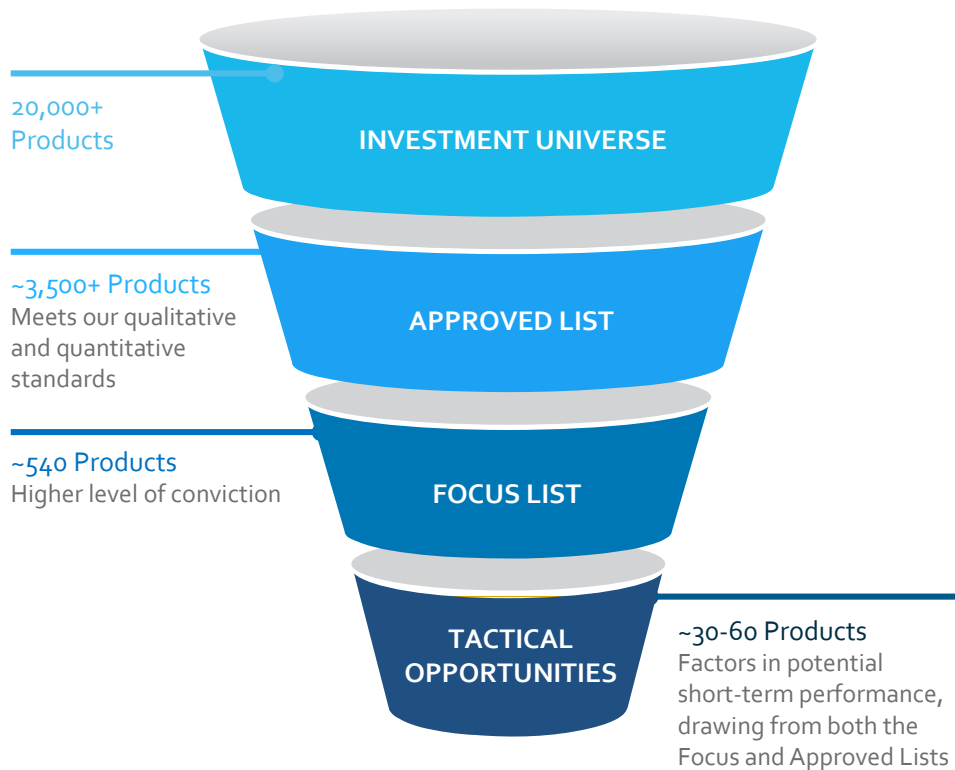 20,000+
Products
INVESTMENT UNIVERSE
~3,500+ Products
Meets our qualitative
and quantitative
standards
APPROVED LIST
~540 Products
Higher level of conviction
FOCUS LIST
TACTICAL
OPPORTUNITIES
~30-60 Products
Factors in potential
short-term performance,
drawing from both the
Focus and Approved Lists